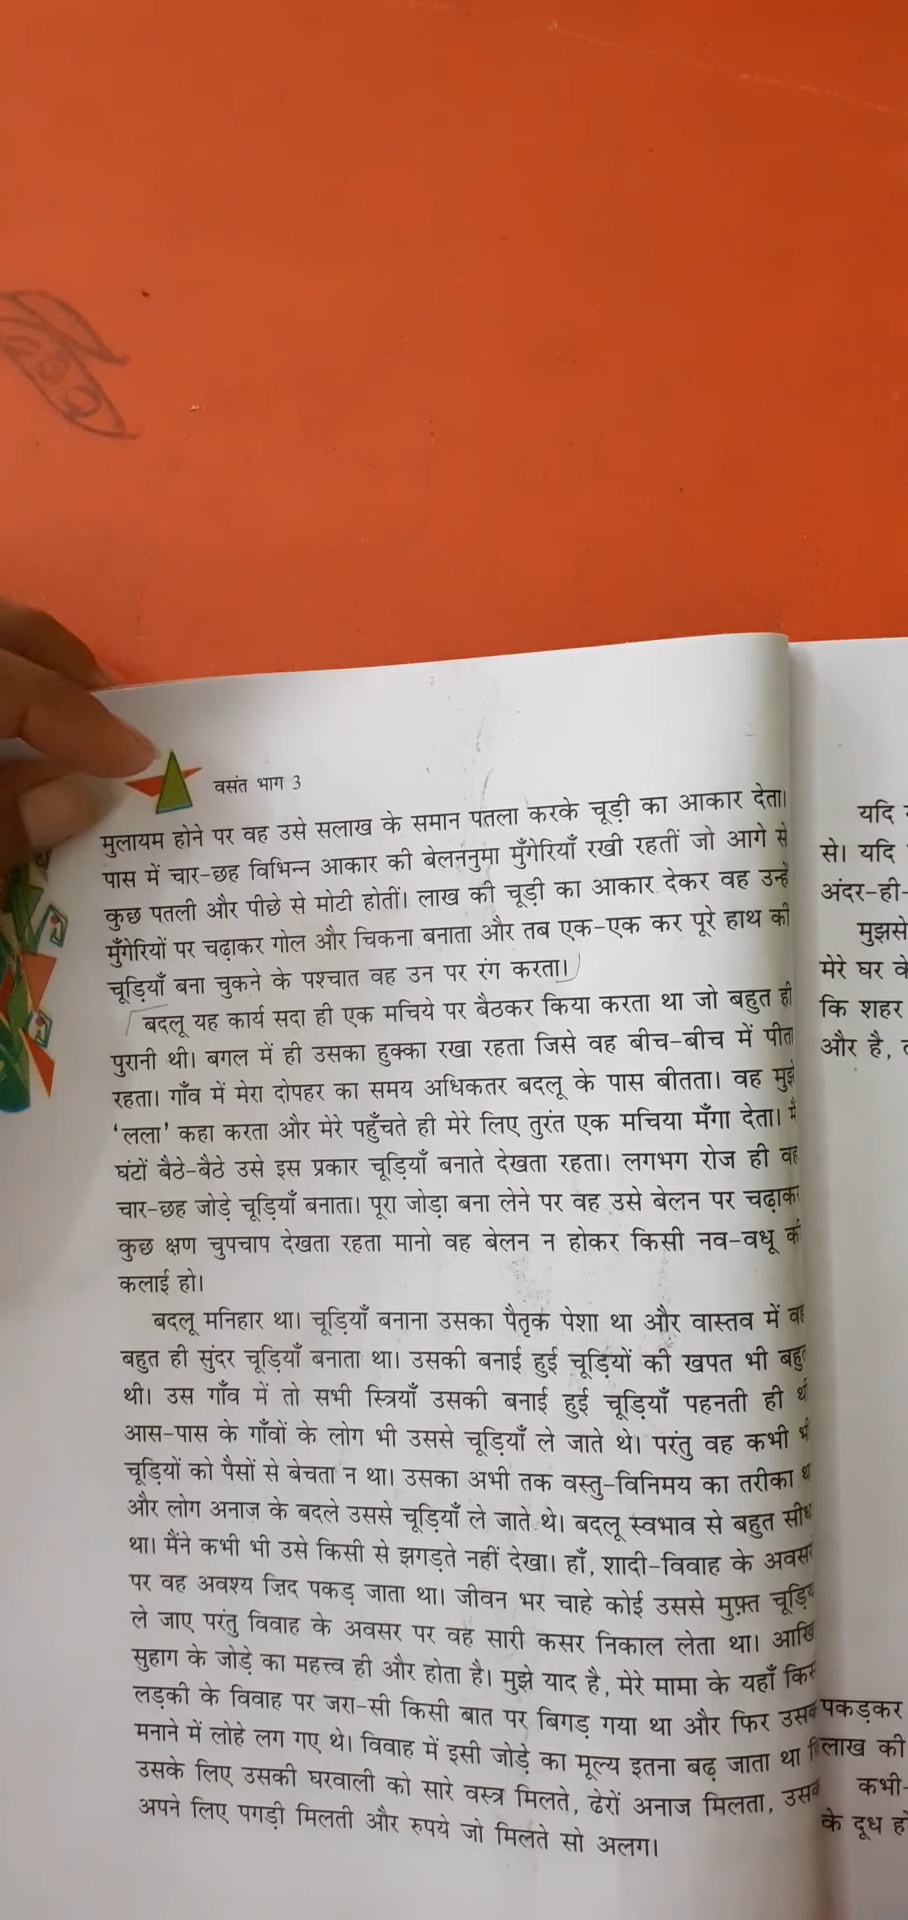 वसंत भाग 3
मुलायम होने पर वह उसे सलाख के समान पतला करके चूड़ी का आकार देता।
पास में चार-छह विभिन्न आकार की बेलननुमा मुँगेरियाँ रखी रहतीं जो आगे से
कुछ पतली और पीछे से मोटी होतीं। लाख की चूड़ी का आकार देकर वह उन्हें
मुँगेरियों पर चढ़ाकर गोल और चिकना बनाता और तब एक-एक कर पूरे हाथ की
चूड़ियाँ बना चुकने के पश्चात वह उन पर रंग करता।
बदलू यह कार्य सदा ही एक मचिये पर बैठकर किया करता था जो बहुत ही
पुरानी थी। बगल में ही उसका हुक्का रखा रहता जिसे वह बीच-बीच में पीता
रहता। गाँव में मेरा दोपहर का समय अधिकतर बदलू के पास बीतता। वह मुझे
‘लला’ कहा करता और मेरे पहुँचते ही मेरे लिए तुरंत एक मचिया मँगा देता। मैं
घंटों बैठे-बैठे उसे इस प्रकार चूड़ियाँ बनाते देखता रहता। लगभग रोज ही वह
चार-छह जोड़े चूड़ियाँ बनाता। पूरा जोड़ा बना लेने पर वह उसे बेलन पर चढ़ाकर
कुछ क्षण चुपचाप देखता रहता मानो वह बेलन न होकर किसी नव-वधू की
कलाई हो।
बदलू मनिहार था। चूड़ियाँ बनाना उसका पैतृक पेशा था और वास्तव में वह
बहुत ही सुंदर चूड़ियाँ बनाता था। उसकी बनाई हुई चूड़ियों की खपत भी
थी। उस गाँव में तो सभी स्त्रियाँ उसकी बनाई हुई चूड़ियाँ पहनती ही
आस-पास के गाँवों के लोग भी उससे चूड़ियाँ ले जाते थे। परंतु वह कभी
चूड़ियों को पैसों से बेचता न था। उसका अभी तक वस्तु-विनिमय का तरीका
और लोग अनाज के बदले उससे चूड़ियाँ ले जाते थे। बदलू स्वभाव से बहुत
था। मैंने कभी भी उसे किसी से झगड़ते नहीं देखा। हाँ, शादी-विवाह के
पर वह अवश्य ज़िद पकड़ जाता था। जीवन भर चाहे कोई उससे मुफ़्त
ले जाए परंतु विवाह के अवसर पर वह सारी कसर निकाल लेता था।
सुहाग के जोड़े का महत्त्व ही और होता है। मुझे याद है, मेरे मामा के यहाँ
लड़की के विवाह पर जरा-सी किसी बात पर बिगड़ गया था और फिर
मनाने में लोहे लग गए थे। विवाह में इसी जोड़े का मूल्य इतना बढ़ जाता था
उसके लिए उसकी घरवाली को सारे वस्त्र मिलते, ढेरों अनाज मिलता,
अपने लिए पगड़ी मिलती और रुपये जो मिलते सो अलग।
यदि
से। यदि
अंदर-ही-
मुझसे
मेरे घर के
कि शहर
और है,
पकड़कर
लाख की
कभी-
के दूध